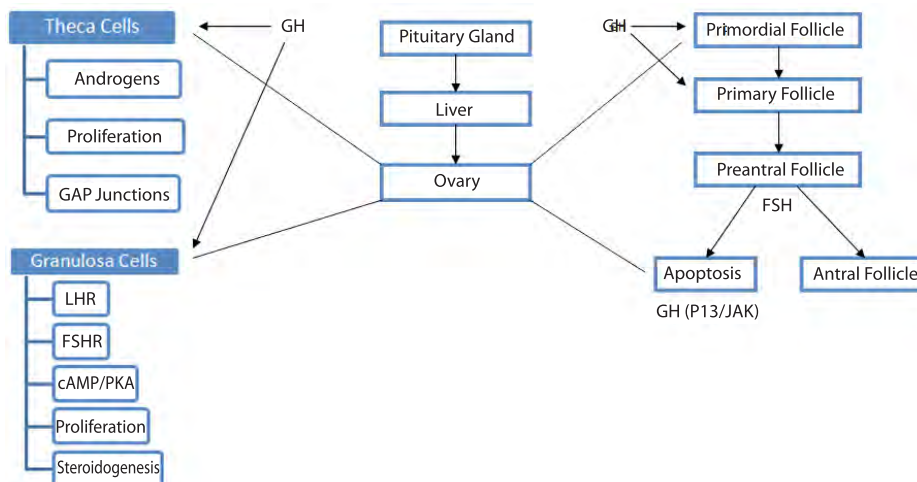 Theca Cells
Androgens
Proliferation
GAP Junctions
GH
Granulosa Cells
LHR
FSHR
cAMP/PKA
Proliferation
Steroidogenesis
Pituitary Gland
Liver
Ovary
GH
Primordial Follicle
Primary Follicle
Preantral Follicle
FSH
Apoptosis
Antral Follicle
GH (P13/JAK)